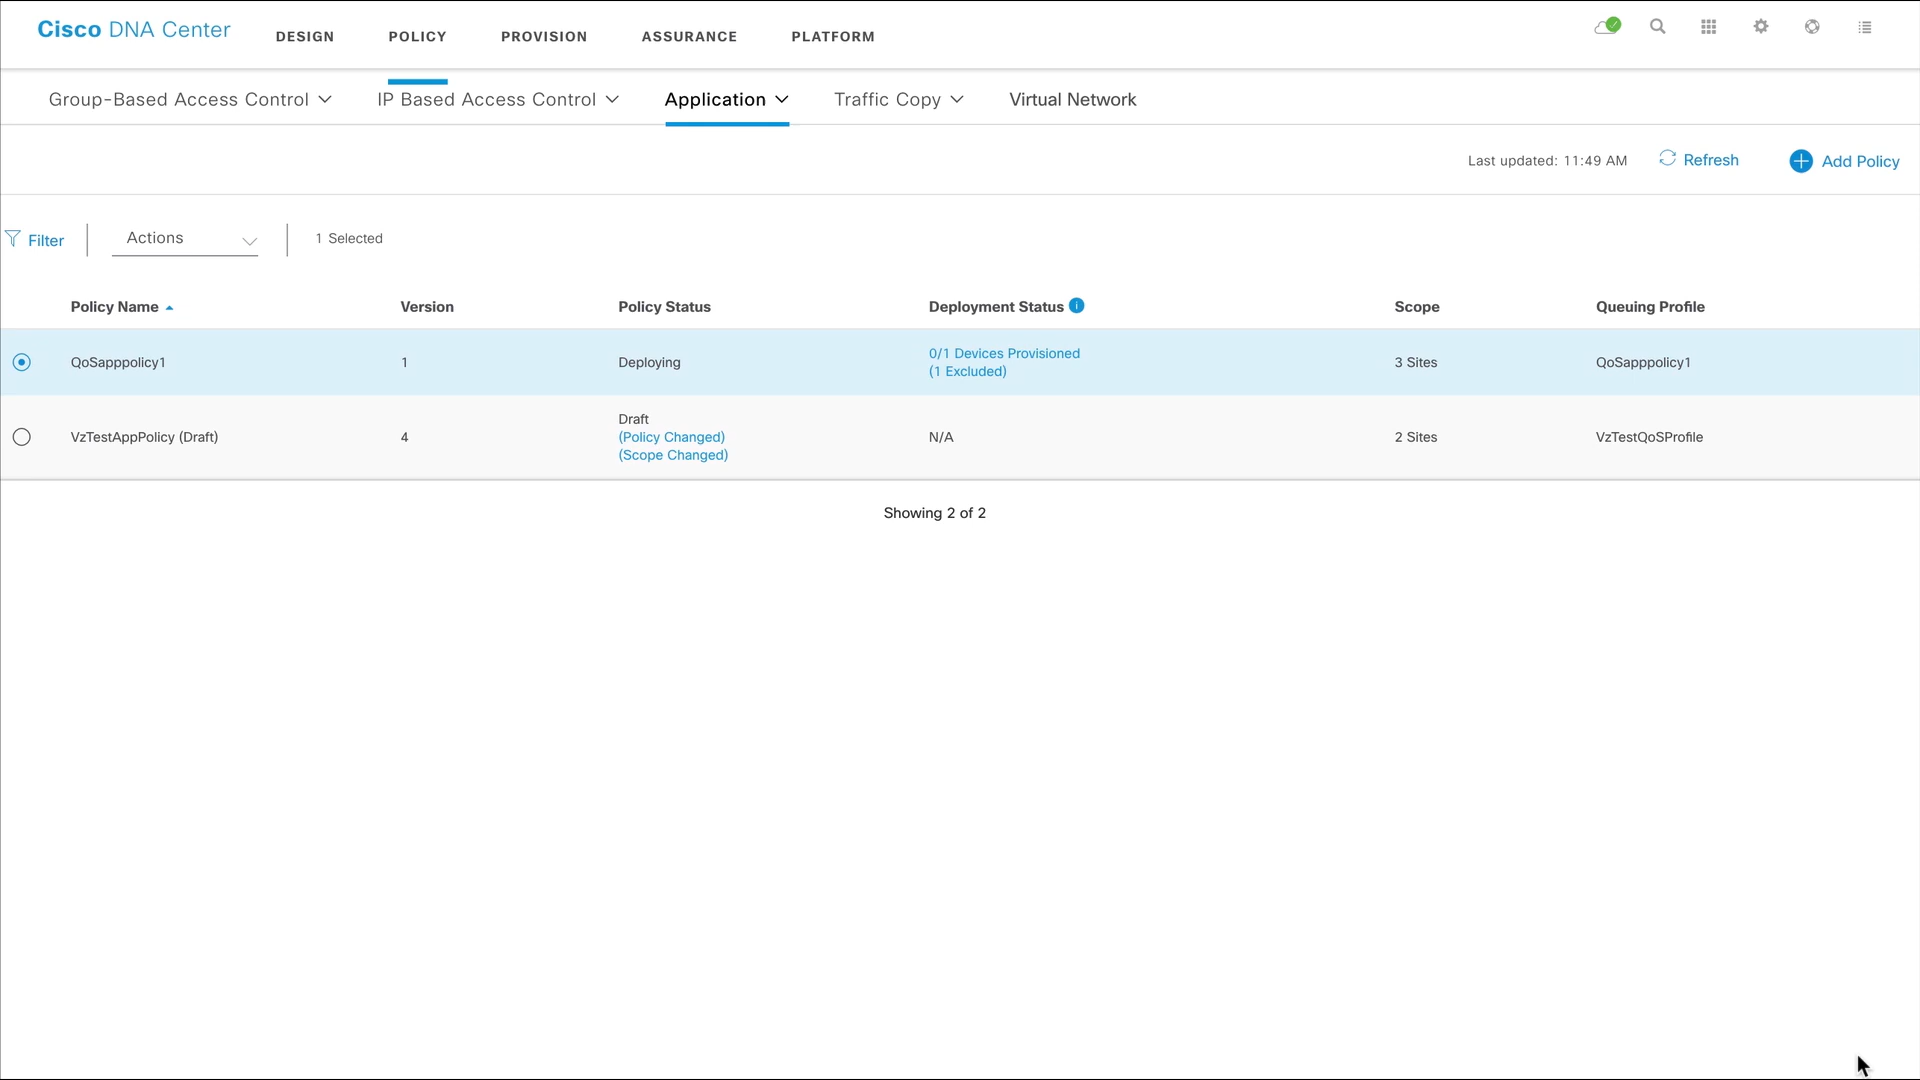 Cisco DNA Center
DESIGN POLICY PROVISION ASSURANCE PLATFORM
Group-Based Access Control IP Based Access Control Application Traffic Copy Virtual Network
Last updated: 11:49 AM Refresh Add Policy
Filter Actions 1 Selected
Policy Name Version Policy Status Deployment Status Scope Queuing Profile
QoSapppolicy1 1 Deploying 0/1 Devices Provisioned (1 Excluded) 3 Sites QoSapppolicy1
VzTestAppPolicy (Draft) 4 Draft (Policy Changed) (Scope Changed) N/A 2 Sites VzTestQoSProfile
Showing 2 of 2